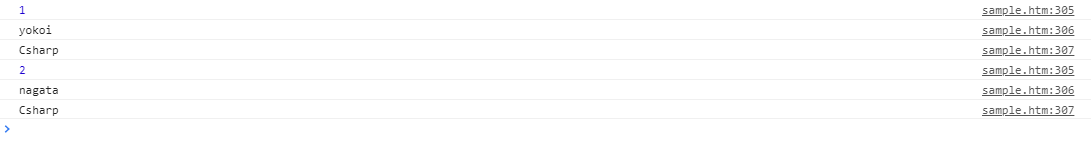 1 sample.htm:305
yokoi sample.htm:306
Csharp sample.htm:307
2 sample.htm:305
nagata sample.htm:306
Csharp sample.htm:307
>